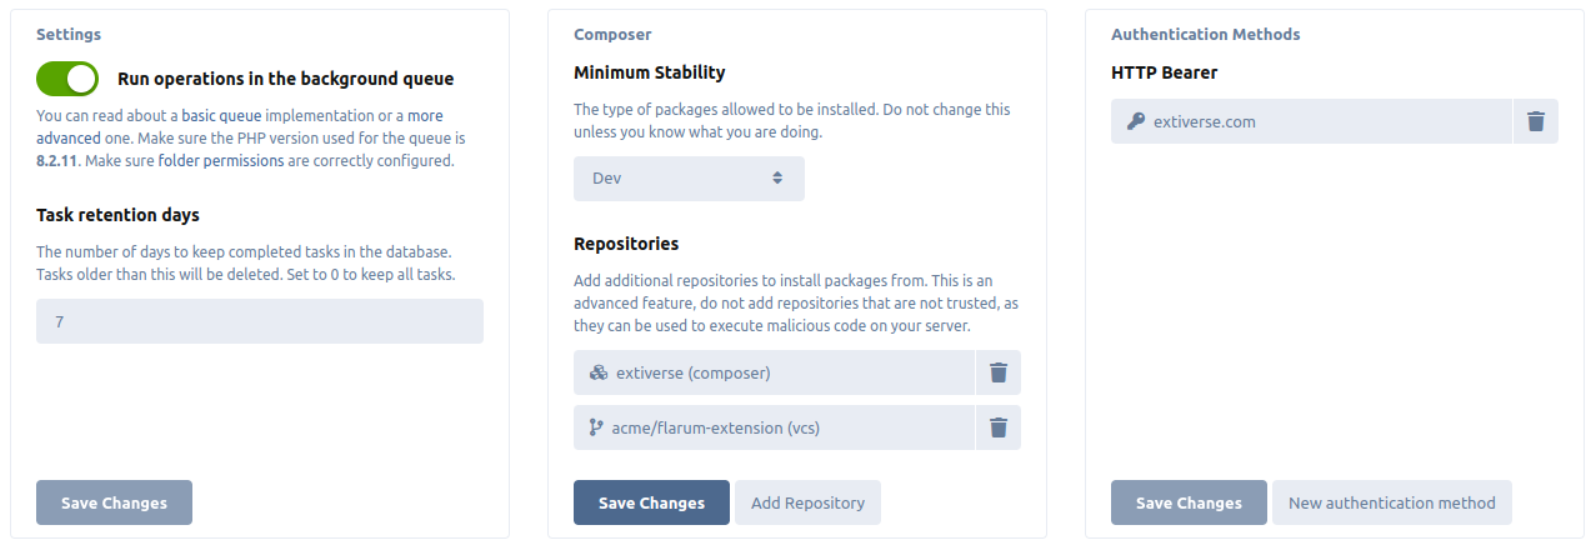 Settings
Run operations in the background queue
You can read about a basic queue implementation or a more
advanced one. Make sure the PHP version used for the queue is
8.2.11. Make sure folder permissions are correctly configured.
Task retention days
The number of days to keep completed tasks in the database.
Tasks older than this will be deleted. Set to 0 to keep all tasks.
7
Save Changes
Composer
Minimum Stability
The type of packages allowed to be installed. Do not change this
unless you know what you are doing.
Dev
Repositories
Add additional repositories to install packages from. This is an
advanced feature, do not add repositories that are not trusted, as
they can be used to execute malicious code on your server.
extiverse (composer)
acme/flarum-extension (vcs)
Save Changes
Add Repository
Authentication Methods
HTTP Bearer
extiverse.com
Save Changes
New authentication method